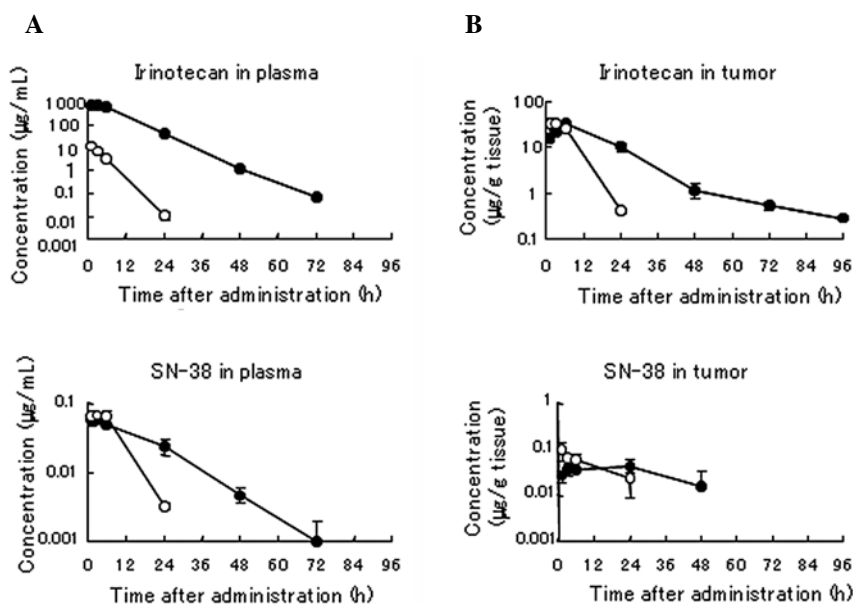 A
B
Irinotecan in plasma
Concentration (μg/mL)
1 000
100
10
1
0.1
0.01
0.001
0 12 24 36 48 60 72 84 96
Time after administration (h)
Irinotecan in tumor
Concentration
(μg/g tissue)
100
10
1
0.1
0 12 24 36 48 60 72 84 96
Time after administration (h)
SN-38 in plasma
Concentration (μg/mL)
0.1
0.01
0.001
0 12 24 36 48 60 72 84 96
Time after administration (h)
SN-38 in tumor
Concentration
(μg/g tissue)
1
0.1
0.01
0.001
0 12 24 36 48 60 72 84 96
Time after administration (h)